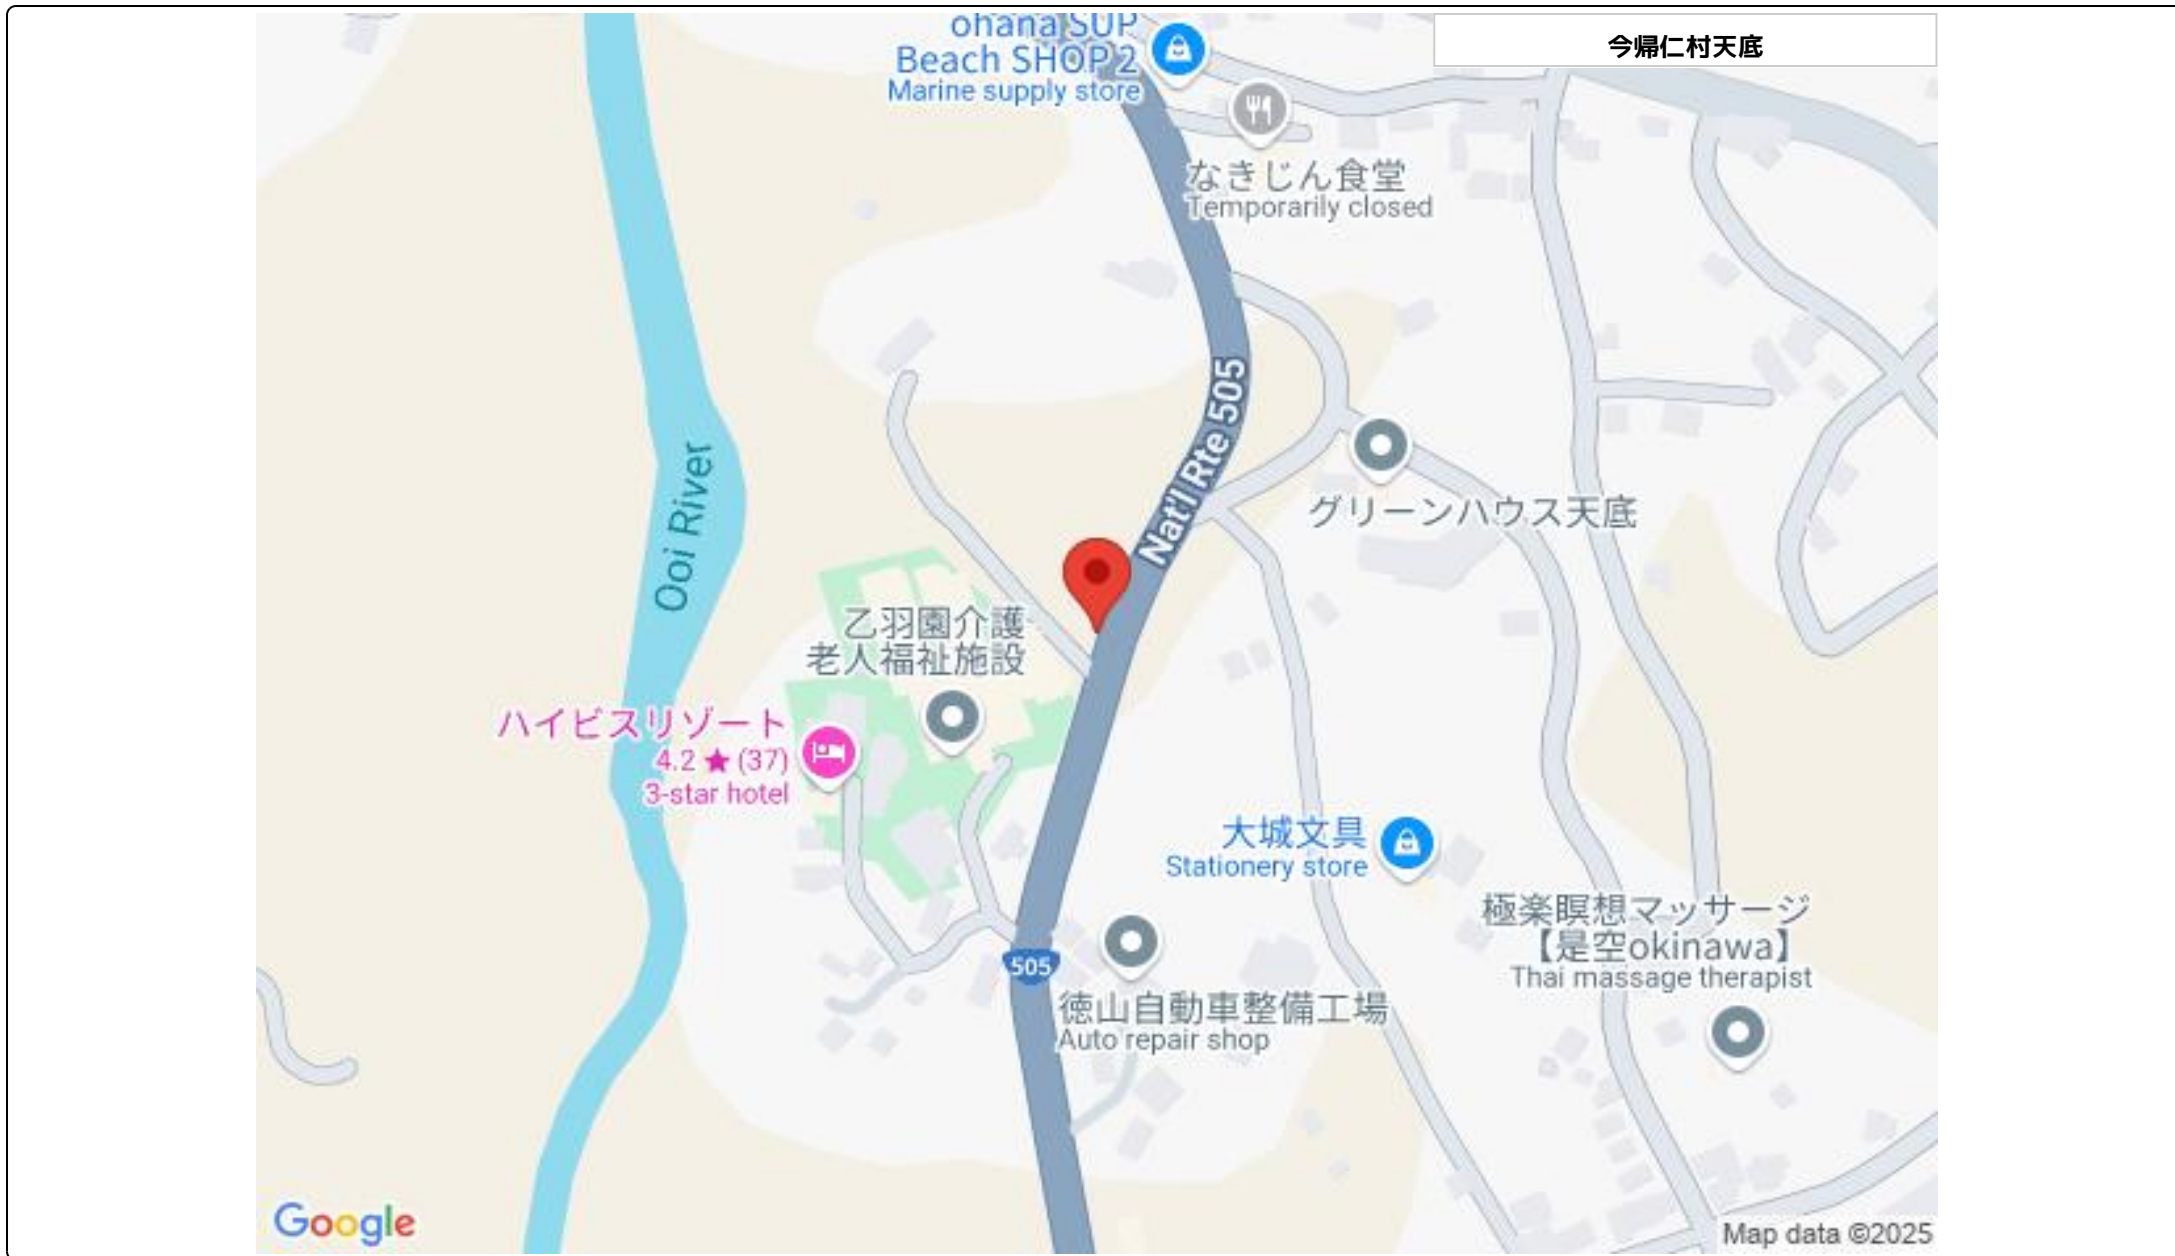 今帰仁村天底
ohana SUP
Beach SHOP 2
Marine supply store
なきじん食堂
Temporarily closed
Nat'l Rte 505
グリーンハウス天底
Ooi River
乙羽園介護
老人福祉施設
ハイビスリゾート
4.2 ★ (37)
3-star hotel
大城文具
Stationery store
極楽瞑想マッサージ
【是空okinawa】
Thai massage therapist
505
徳山自動車整備工場
Auto repair shop
Google
Map data ©2025